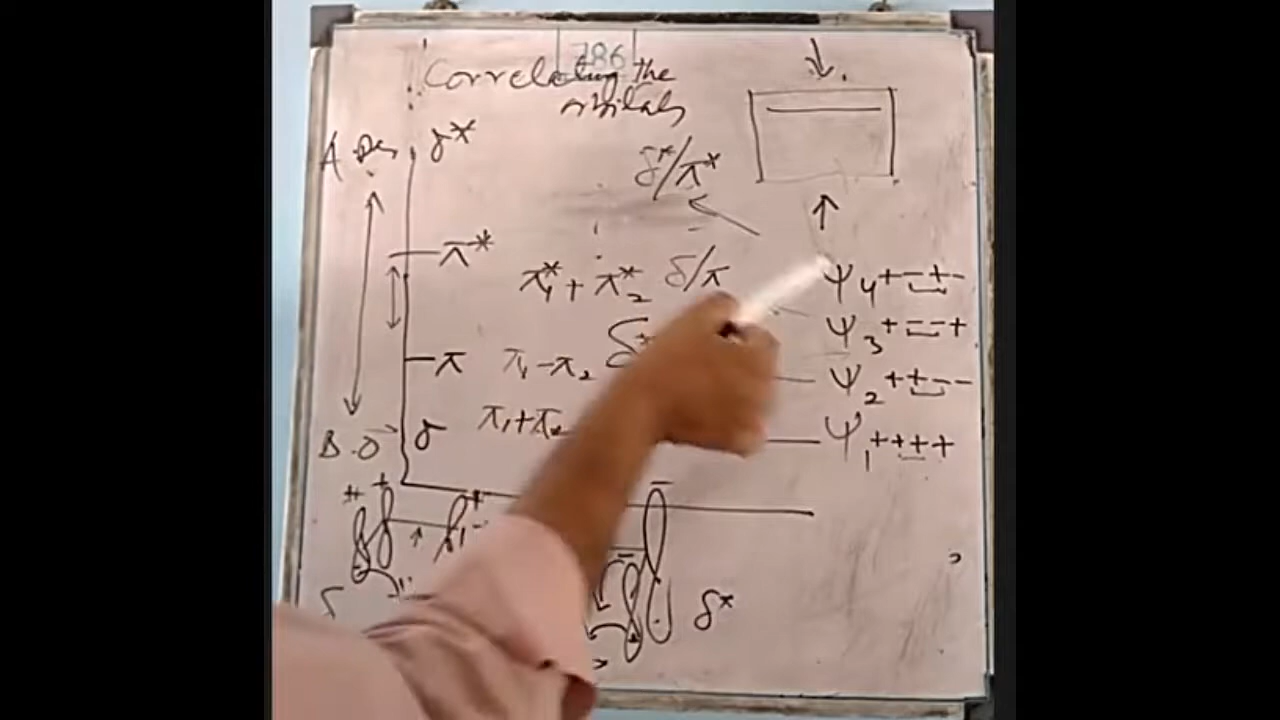 786
Correlating the
orbitals
A.
δ*
δ*/π*
π*
π1* + π2* δ/π
ψ4 + - + -
δ*
ψ3 + - - +
π π1 - π2
ψ2 + + - -
B.O δ π1+π2
ψ1 + + + +
+ + + -
-
δ*